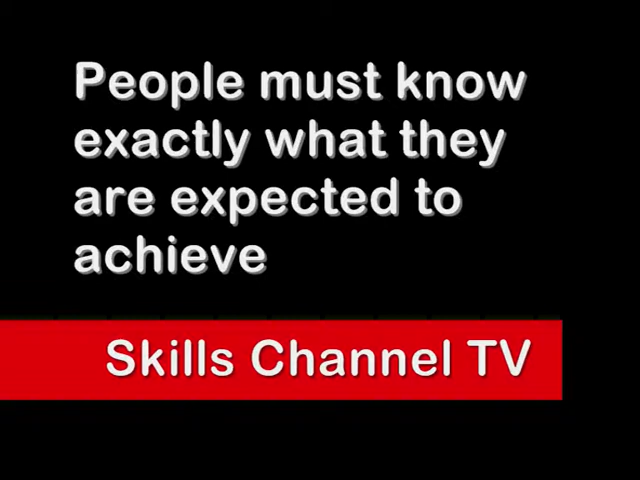 People must know
exactly what they
are expected to
achieve
Skills Channel TV